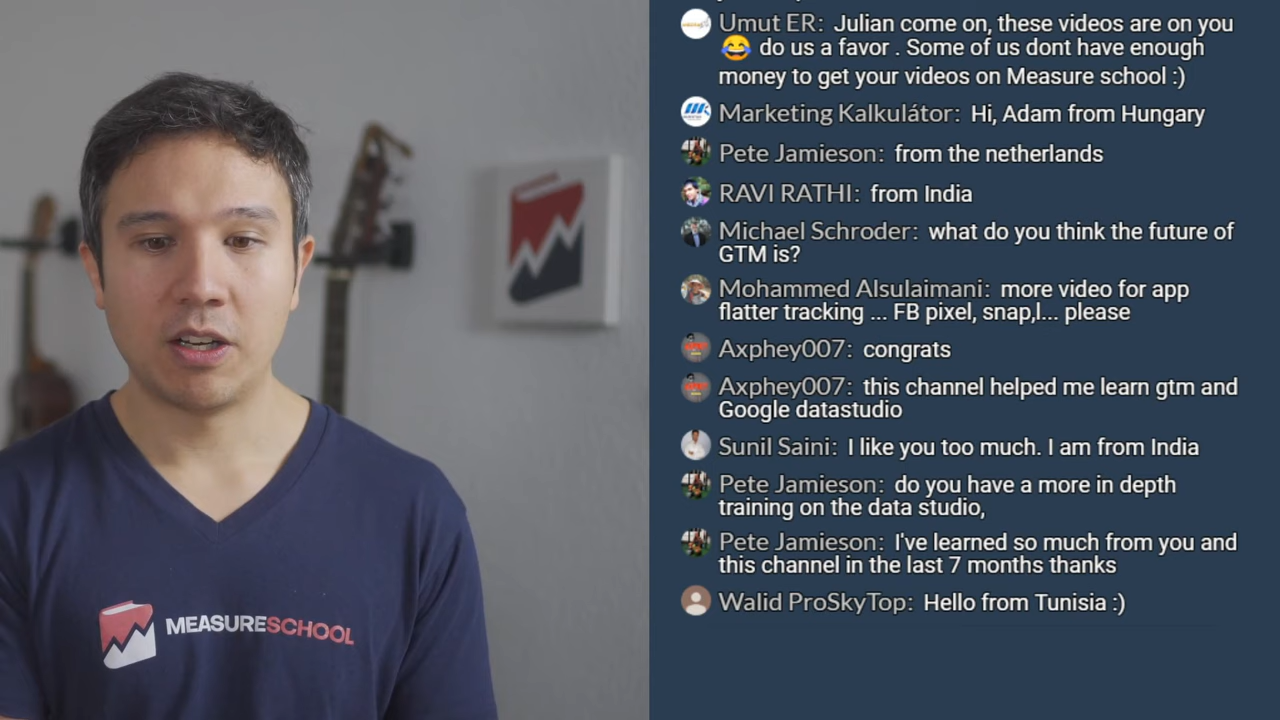 MEASURESCHOOL
Umut ER: Julian come on, these videos are on you
😂 do us a favor . Some of us dont have enough
money to get your videos on Measure school :)
Marketing Kalkulátor: Hi, Adam from Hungary
Pete Jamieson: from the netherlands
RAVI RATHI: from India
Michael Schroder: what do you think the future of
GTM is?
Mohammed Alsulaimani: more video for app
flatter tracking ... FB pixel, snap,I... please
Axphey007: congrats
Axphey007: this channel helped me learn gtm and
Google datastudio
Sunil Saini: I like you too much. I am from India
Pete Jamieson: do you have a more in depth
training on the data studio,
Pete Jamieson: I've learned so much from you and
this channel in the last 7 months thanks
Walid ProSkyTop: Hello from Tunisia :)